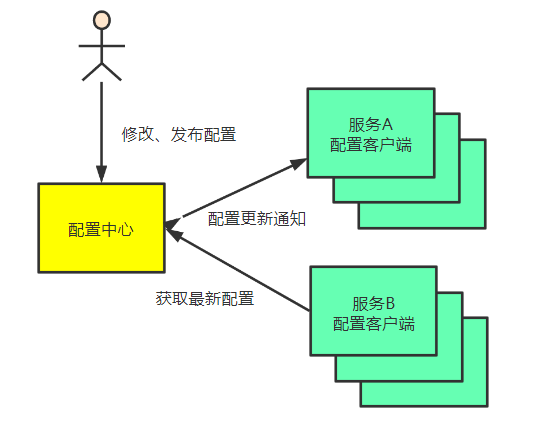 修改、发布配置
服务A
配置客户端
配置中心
配置更新通知
获取最新配置
服务B
配置客户端